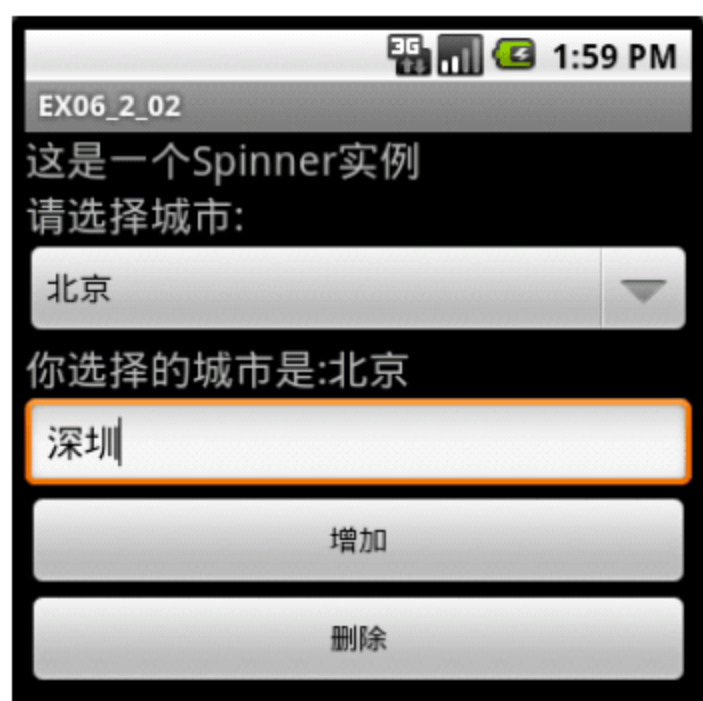 3G 1:59 PM
EX06_2_02
这是一个Spinner实例
请选择城市:
北京
你选择的城市是:北京
深圳
增加
删除